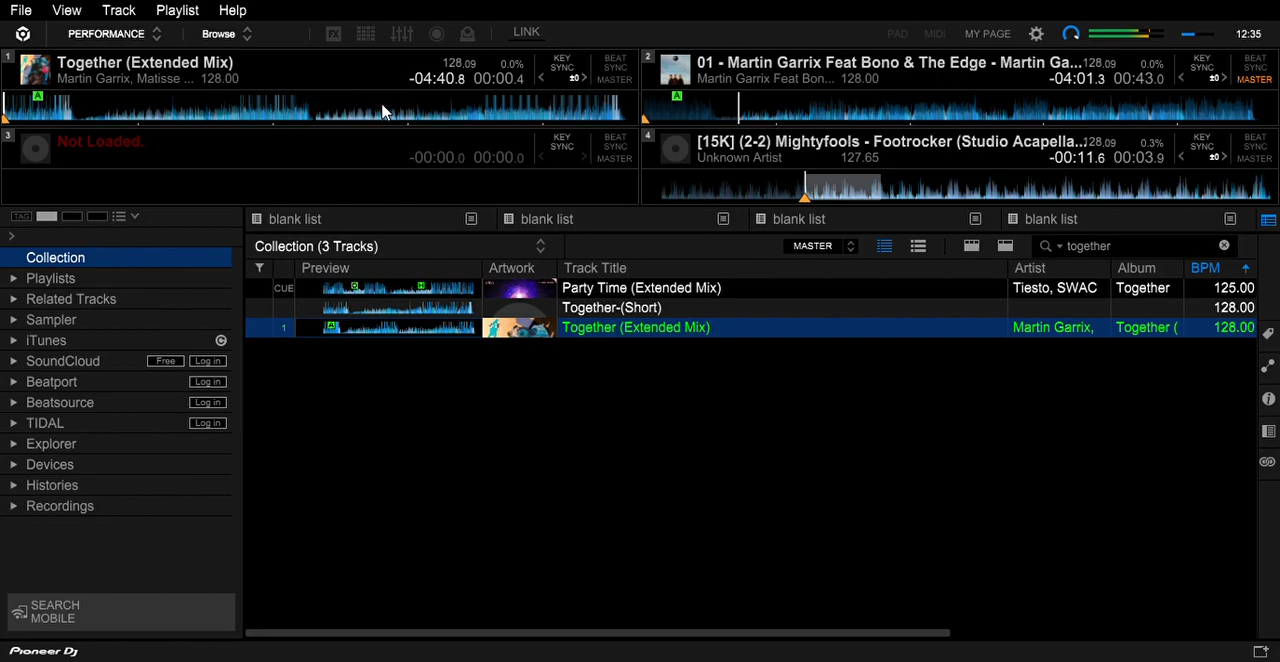 File View Track Playlist Help
PERFORMANCE Browse FX LINK PAD MIDI MY PAGE 12:35
1 Together (Extended Mix) 128.09 0.0% KEY SYNC BEAT SYNC
Martin Garrix, Matisse ... 128.00 -04:40.8 00:00.4 ±0 MASTER
A
2 01 - Martin Garrix Feat Bono & The Edge - Martin Ga... 128.09 0.0% KEY SYNC BEAT SYNC
Martin Garrix Feat Bon... 128.00 -04:01.3 00:43.0 ±0 MASTER
A
3 Not Loaded. KEY SYNC BEAT SYNC
-00:00.0 00:00.0 MASTER
4 [15K] (2-2) Mightyfools - Footrocker (Studio Acapella... 128.09 0.3% KEY SYNC BEAT SYNC
Unknown Artist 127.65 -00:11.6 00:03.9 ±0 MASTER
TAG
blank list blank list blank list blank list
Collection (3 Tracks) MASTER together
Preview Artwork Track Title Artist Album BPM
CUE Party Time (Extended Mix) Tiesto, SWAC Together 125.00
Together-(Short) 128.00
1 A Together (Extended Mix) Martin Garrix, Together ( 128.00
Collection
Playlists
Related Tracks
Sampler
iTunes
SoundCloud Free Log in
Beatport Log in
Beatsource Log in
TIDAL Log in
Explorer
Devices
Histories
Recordings
SEARCH
MOBILE
Pioneer Dj